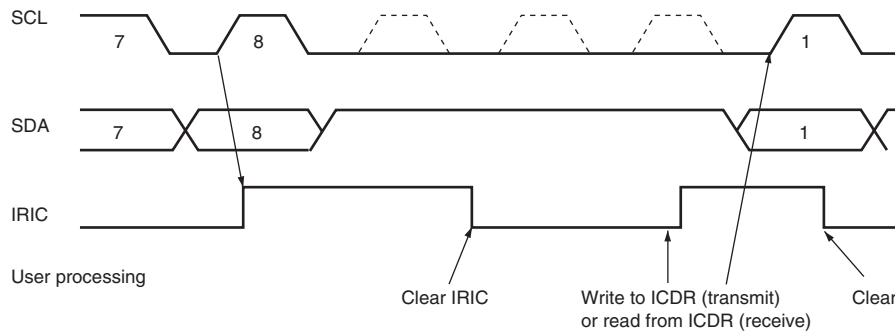 SCL
7
8
1
SDA
7
8
1
IRIC
User processing
Clear IRIC
Write to ICDR (transmit)
or read from ICDR (receive)
Clear